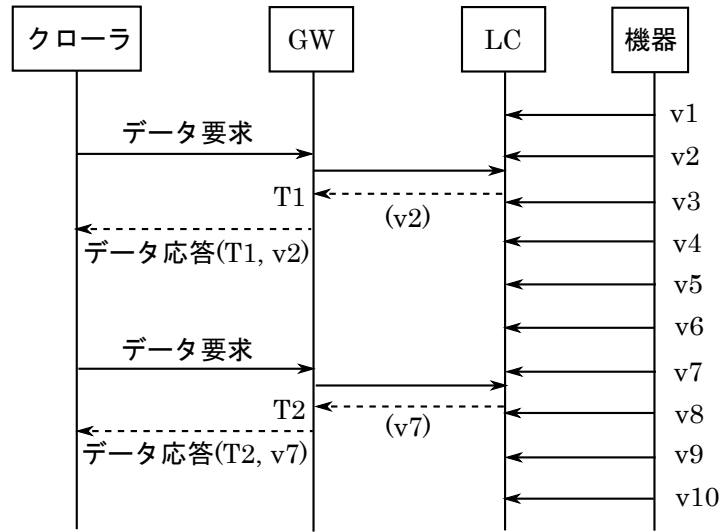 クローラ
GW
LC
機器
v1
データ要求
v2
T1
(v2)
v3
データ応答(T1, v2)
v4
v5
v6
データ要求
v7
T2
(v7)
v8
データ応答(T2, v7)
v9
v10